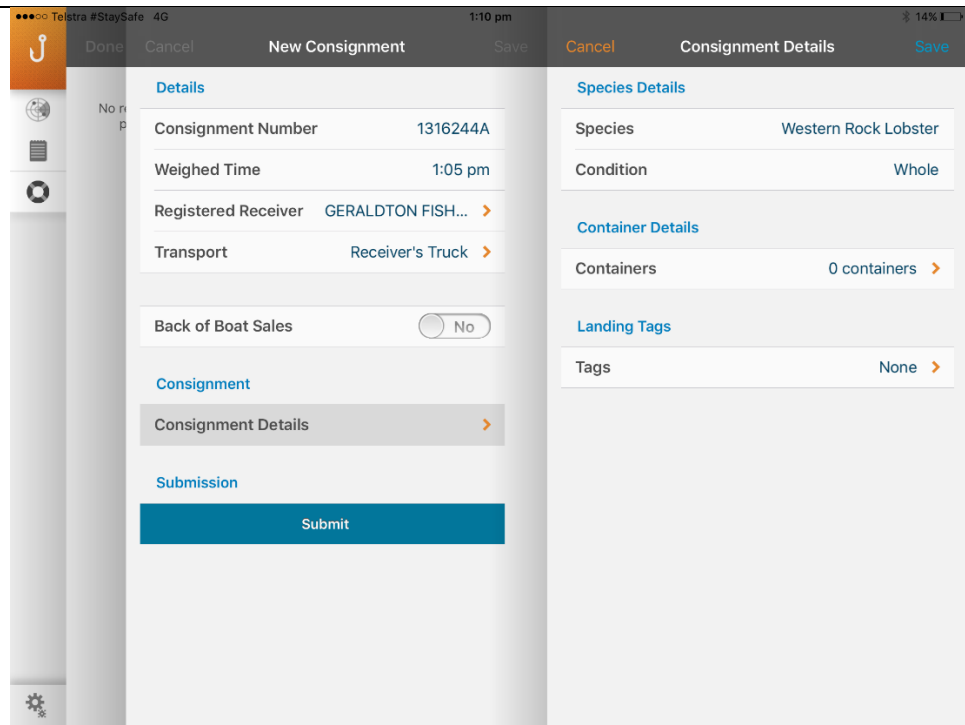 ●●●○○ Telstra #StaySafe 4G 1:10 pm 14%
Done
No re
p
Cancel New Consignment Save
Details
Consignment Number 1316244A
Weighed Time 1:05 pm
Registered Receiver GERALDTON FISH...
Transport Receiver's Truck
Back of Boat Sales No
Consignment
Consignment Details
Submission
Submit
Cancel Consignment Details Save
Species Details
Species Western Rock Lobster
Condition Whole
Container Details
Containers 0 containers
Landing Tags
Tags None